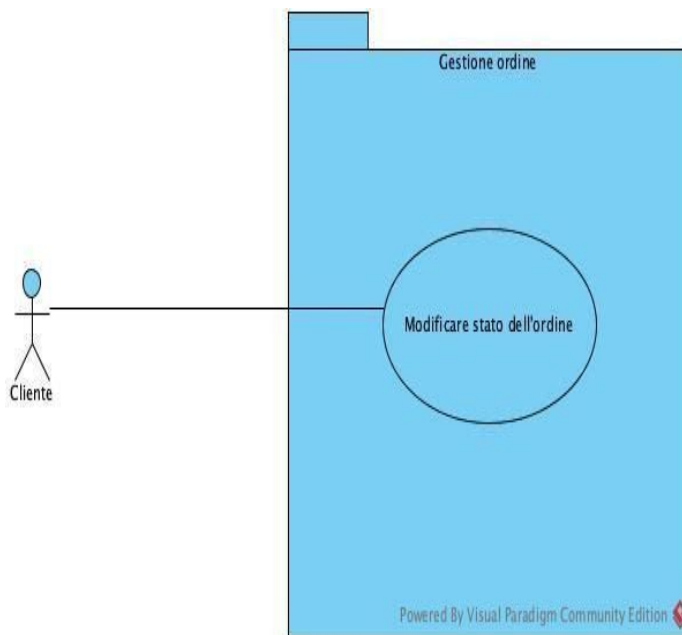 Gestione ordine
Modificare stato dell'ordine
Cliente
Powered By Visual Paradigm Community Edition